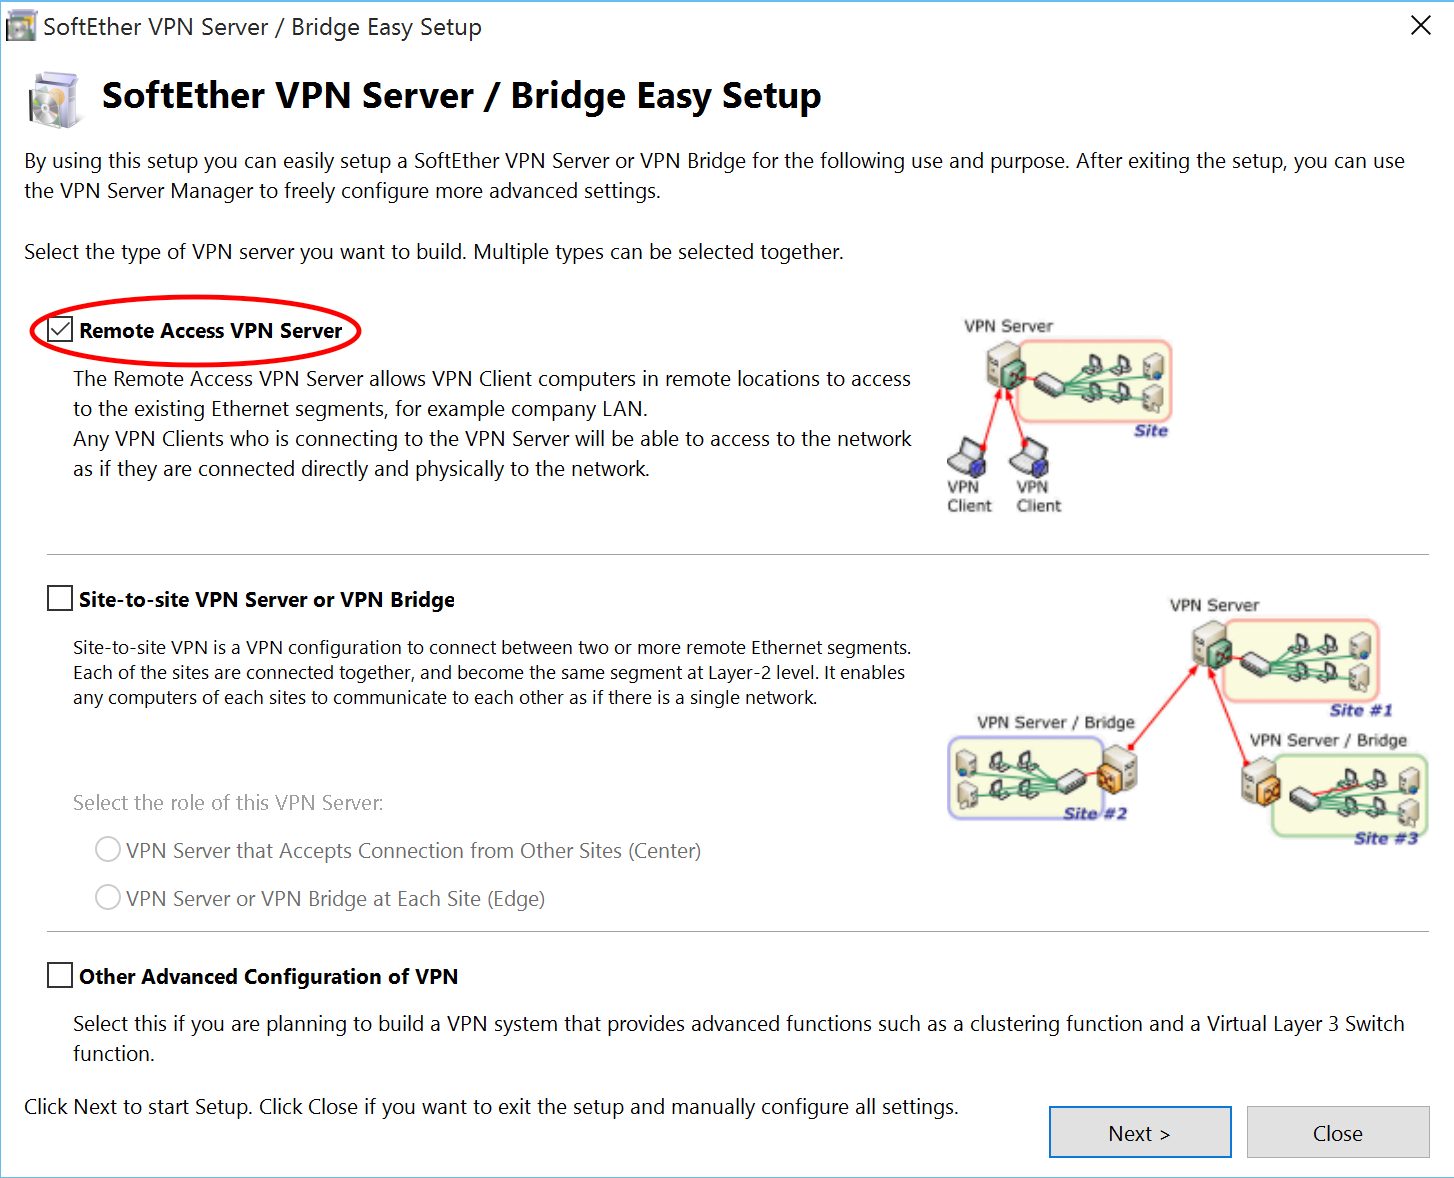 SoftEther VPN Server / Bridge Easy Setup
SoftEther VPN Server / Bridge Easy Setup
By using this setup you can easily setup a SoftEther VPN Server or VPN Bridge for the following use and purpose. After exiting the setup, you can use
the VPN Server Manager to freely configure more advanced settings.
Select the type of VPN server you want to build. Multiple types can be selected together.
Remote Access VPN Server
The Remote Access VPN Server allows VPN Client computers in remote locations to access
to the existing Ethernet segments, for example company LAN.
Any VPN Clients who is connecting to the VPN Server will be able to access to the network
as if they are connected directly and physically to the network.
VPN Server
Site
VPN VPN
Client Client
Site-to-site VPN Server or VPN Bridge
Site-to-site VPN is a VPN configuration to connect between two or more remote Ethernet segments.
Each of the sites are connected together, and become the same segment at Layer-2 level. It enables
any computers of each sites to communicate to each other as if there is a single network.
VPN Server
Site #1
VPN Server / Bridge
VPN Server / Bridge
Site #2
Site #3
Select the role of this VPN Server:
VPN Server that Accepts Connection from Other Sites (Center)
VPN Server or VPN Bridge at Each Site (Edge)
Other Advanced Configuration of VPN
Select this if you are planning to build a VPN system that provides advanced functions such as a clustering function and a Virtual Layer 3 Switch
function.
Click Next to start Setup. Click Close if you want to exit the setup and manually configure all settings.
Next > Close